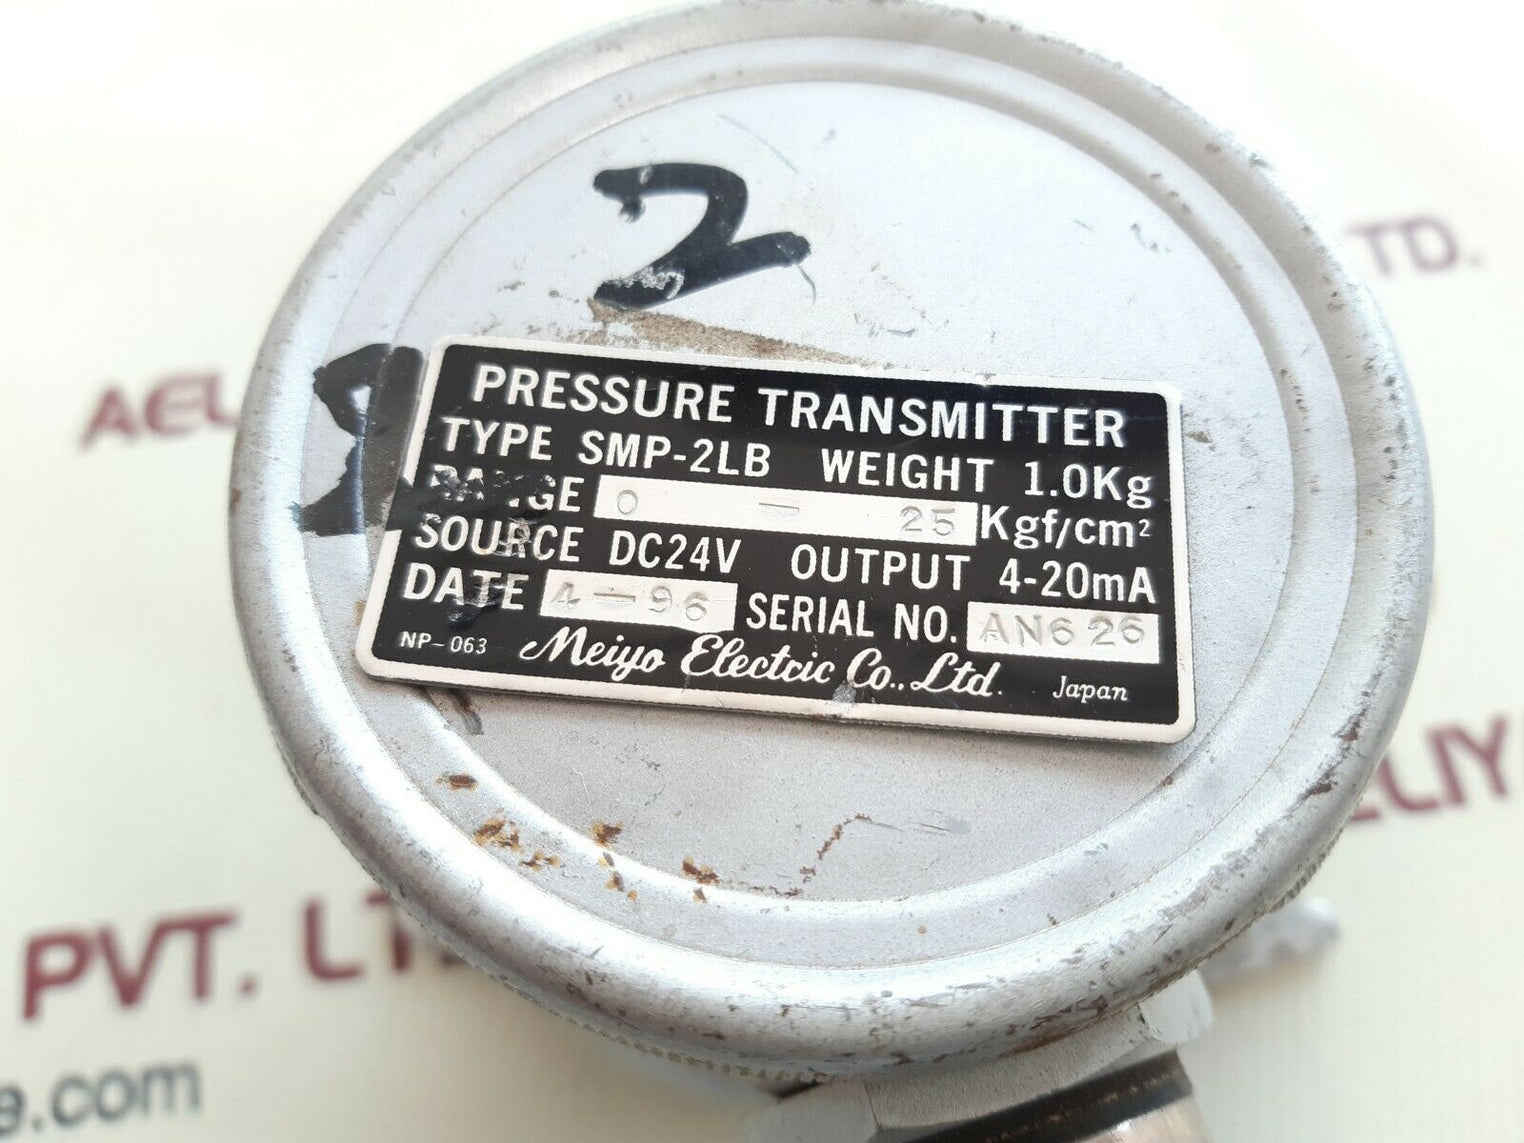 2
PRESSURE TRANSMITTER
TYPE SMP-2LB WEIGHT 1.0Kg
RANGE 0 — 25 Kgf/cm²
SOURCE DC24V OUTPUT 4-20mA
DATE 4-96 SERIAL NO. AN626
NP-063 Meiyo Electric Co., Ltd. Japan
TD.
AEL
ELIY
PVT. LT
e.com